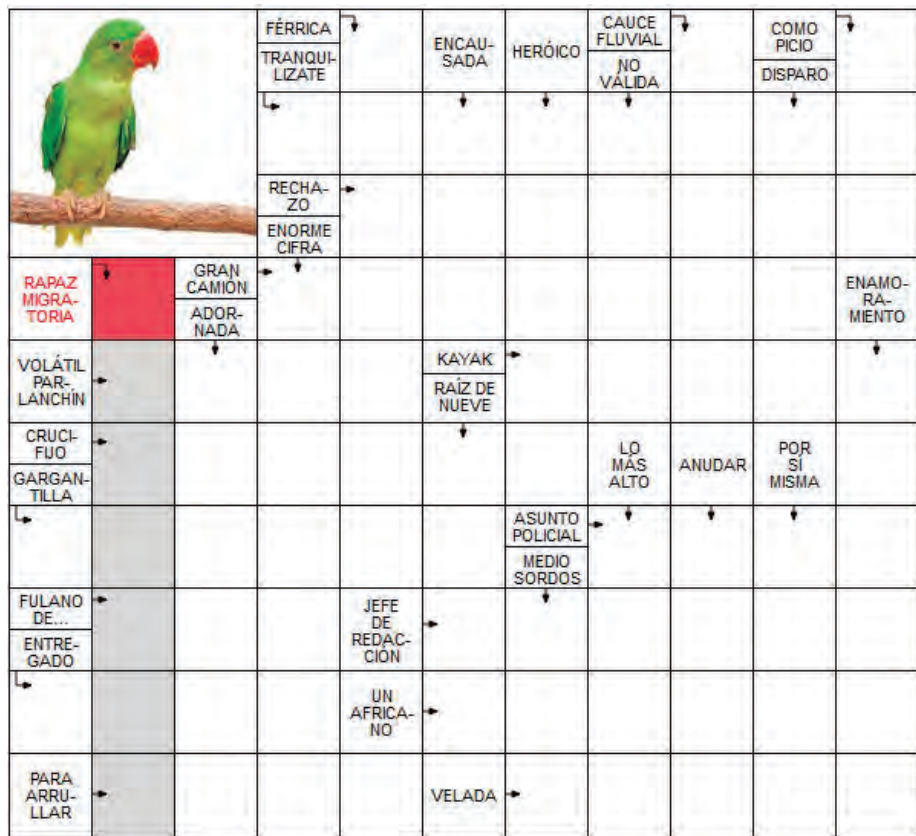 FÉRRICA
TRANQUI-
LIZATE
ENCAU-
SADA
HERÓICO
CAUCE
FLUVIAL
NO
VÁLIDA
COMO
PICIO
DISPARO
RECHA-
ZO
ENORME
CIFRA
RAPAZ
MIGRA-
TORIA
GRAN
CAMIÓN
ADOR-
NADA
ENAMO-
RA-
MIENTO
VOLÁTIL
PAR-
LANCHÍN
KAYAK
RAÍZ DE
NUEVE
CRUCI-
FIJO
GARGAN-
TILLA
LO
MÁS
ALTO
ANUDAR
POR
SÍ
MISMA
ASUNTO
POLICIAL
MEDIO
SORDOS
FULANO
DE...
ENTRE-
GADO
JEFE
DE
REDAC-
CIÓN
UN
AFRICA-
NO
PARA
ARRU-
LLAR
VELADA